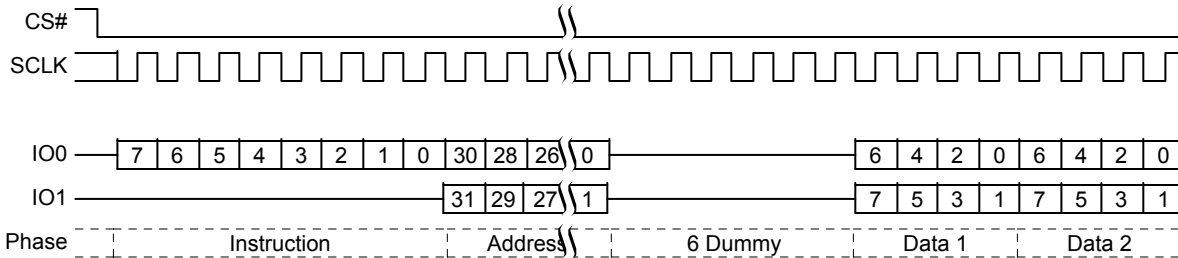 CS#
SCLK
IO0 7 6 5 4 3 2 1 0 30 28 26 0 6 4 2 0 6 4 2 0
IO1 31 29 27 1 7 5 3 1 7 5 3 1
Phase Instruction Address 6 Dummy Data 1 Data 2